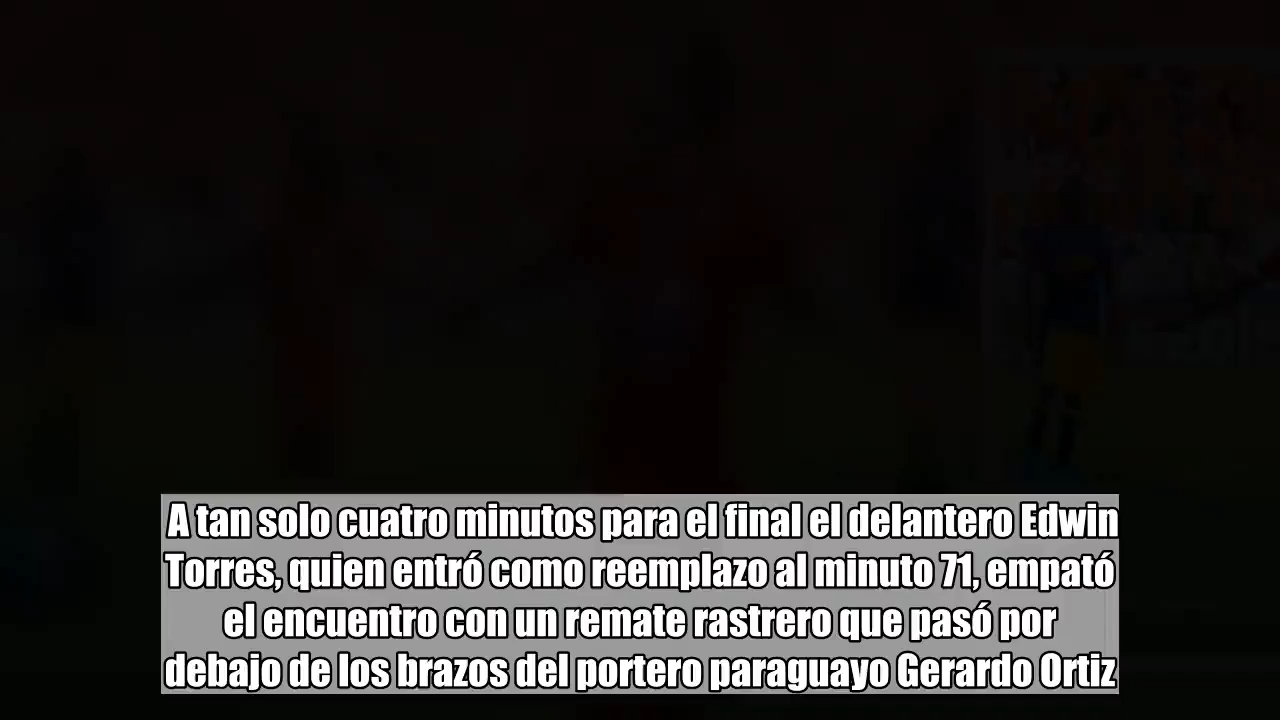 A tan solo cuatro minutos para el final el delantero Edwin
Torres, quien entró como reemplazo al minuto 71, empató
el encuentro con un remate rastrero que pasó por
debajo de los brazos del portero paraguayo Gerardo Ortiz